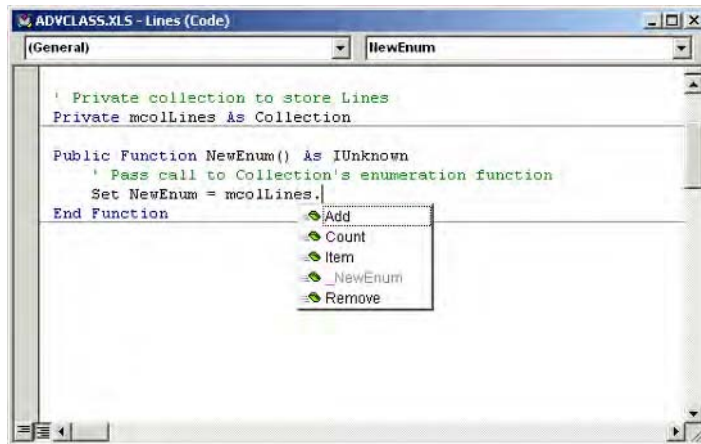 ADVCLASS.XLS - Lines (Code)
(General) NewEnum
' Private collection to store Lines
Private mcolLines As Collection
Public Function NewEnum() As IUnknown
' Pass call to Collection's enumeration function
Set NewEnum = mcolLines.
End Function
Add
Count
Item
_NewEnum
Remove